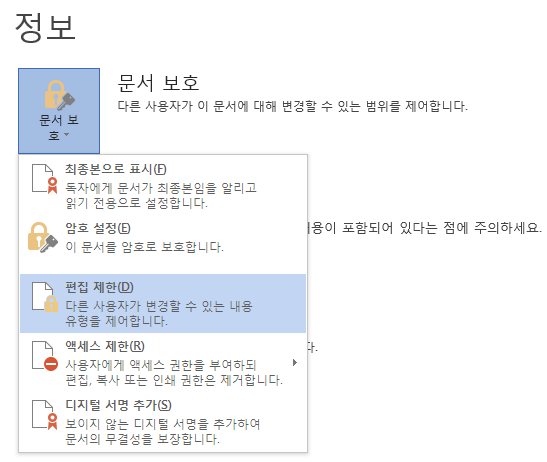 정보
문서 보호
다른 사용자가 이 문서에 대해 변경할 수 있는 범위를 제어합니다.
문서 보
호
최종본으로 표시(F)
독자에게 문서가 최종본임을 알리고
읽기 전용으로 설정합니다.
암호 설정(E)
이 문서를 암호로 보호합니다.
포함되어 있다는 점에 주의하세요.
편집 제한(D)
다른 사용자가 변경할 수 있는 내용
유형을 제어합니다.
액세스 제한(R)
사용자에게 액세스 권한을 부여하되
편집, 복사 또는 인쇄 권한은 제거합니다.
디지털 서명 추가(S)
보이지 않는 디지털 서명을 추가하여
문서의 무결성을 보장합니다.